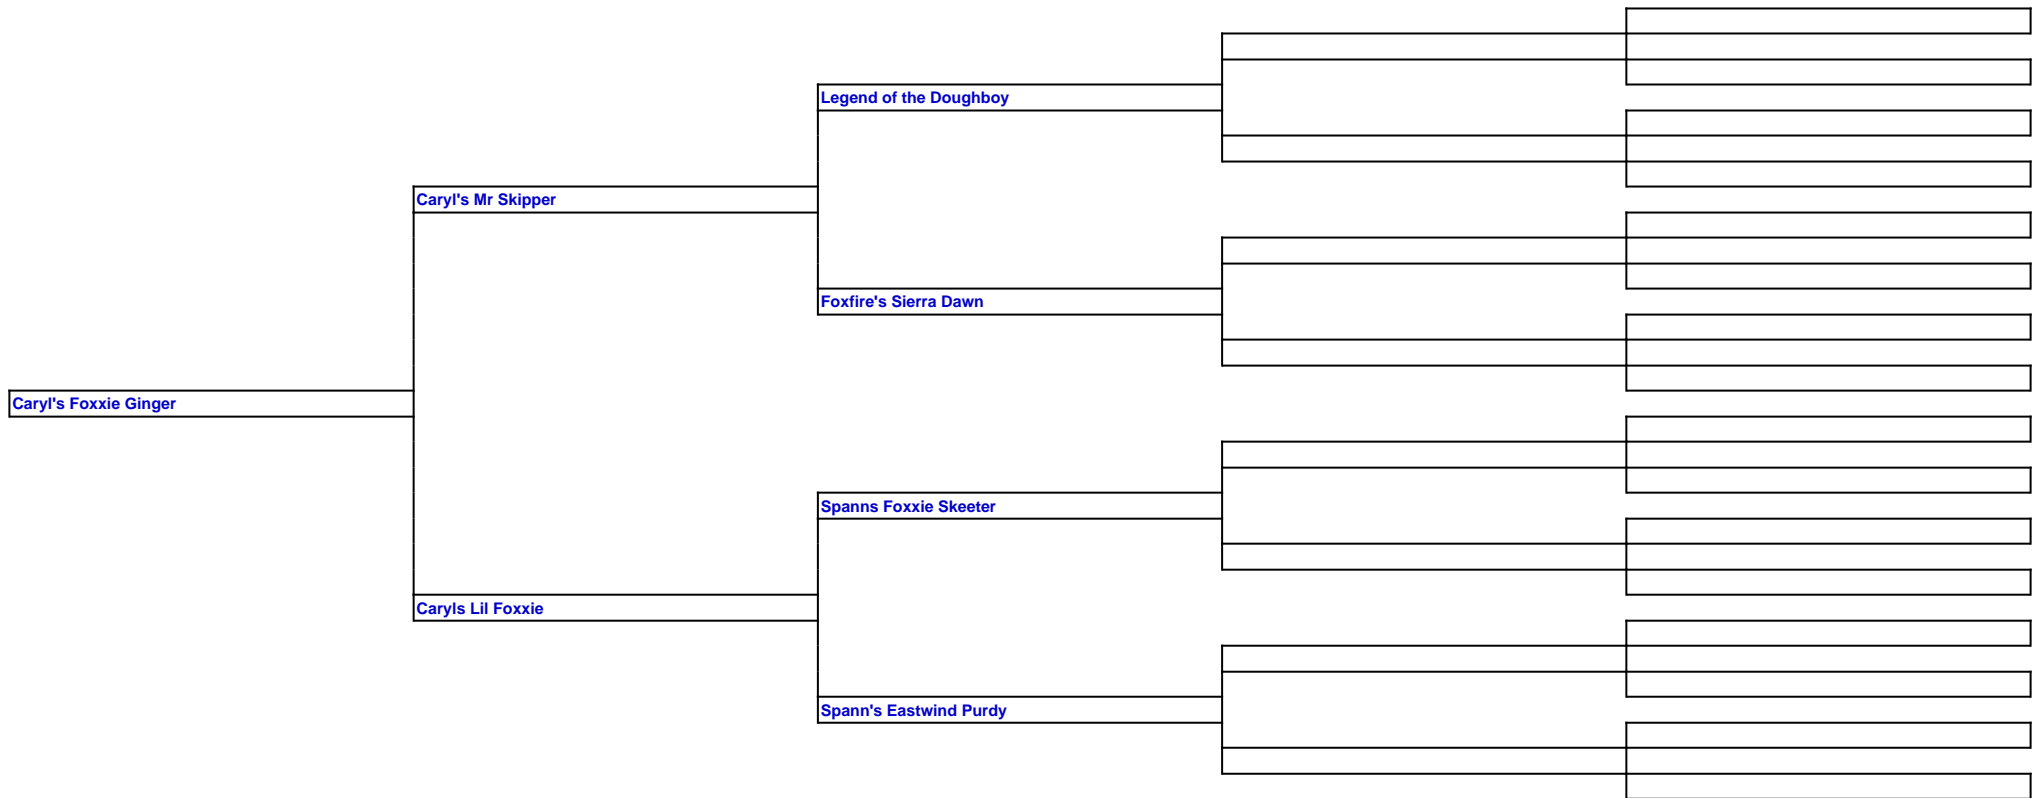 Legend of the Doughboy
Caryl's Mr Skipper
Foxfire's Sierra Dawn
Caryl's Foxxie Ginger
Spanns Foxxie Skeeter
Caryls Lil Foxxie
Spann's Eastwind Purdy